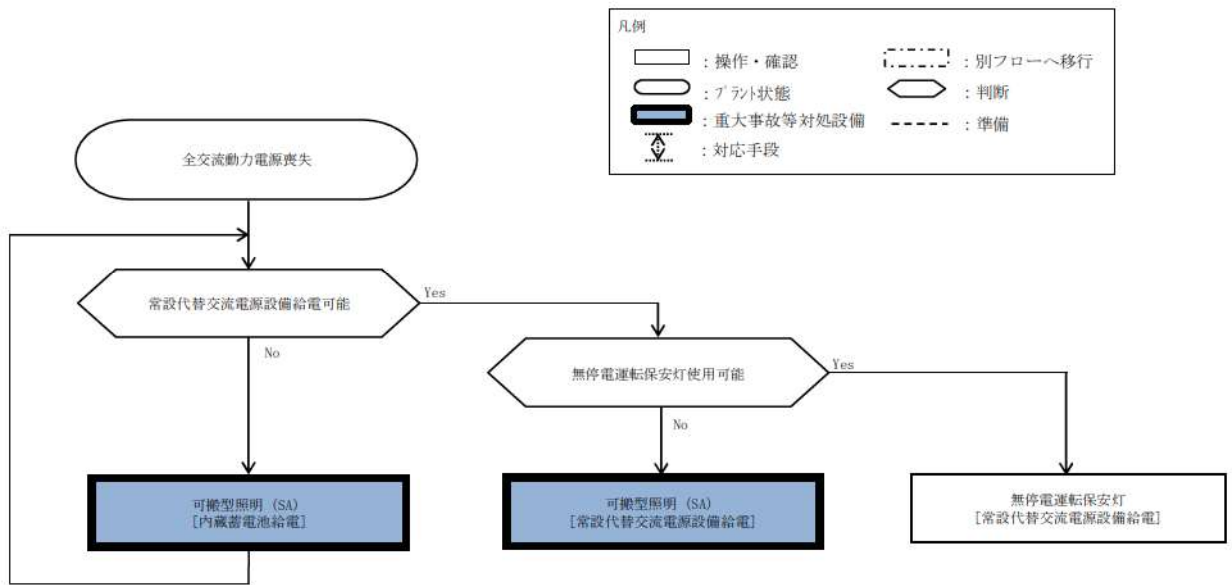 凡例
：操作・確認
：別フローへ移行
：プラント状態
：判断
：重大事故等対処設備
：準備
：対応手段
全交流動力電源喪失
常設代替交流電源設備給電可能
Yes
No
無停電運転保安灯使用可能
Yes
No
可搬型照明（SA）
［内蔵蓄電池給電］
可搬型照明（SA）
［常設代替交流電源設備給電］
無停電運転保安灯
［常設代替交流電源設備給電］